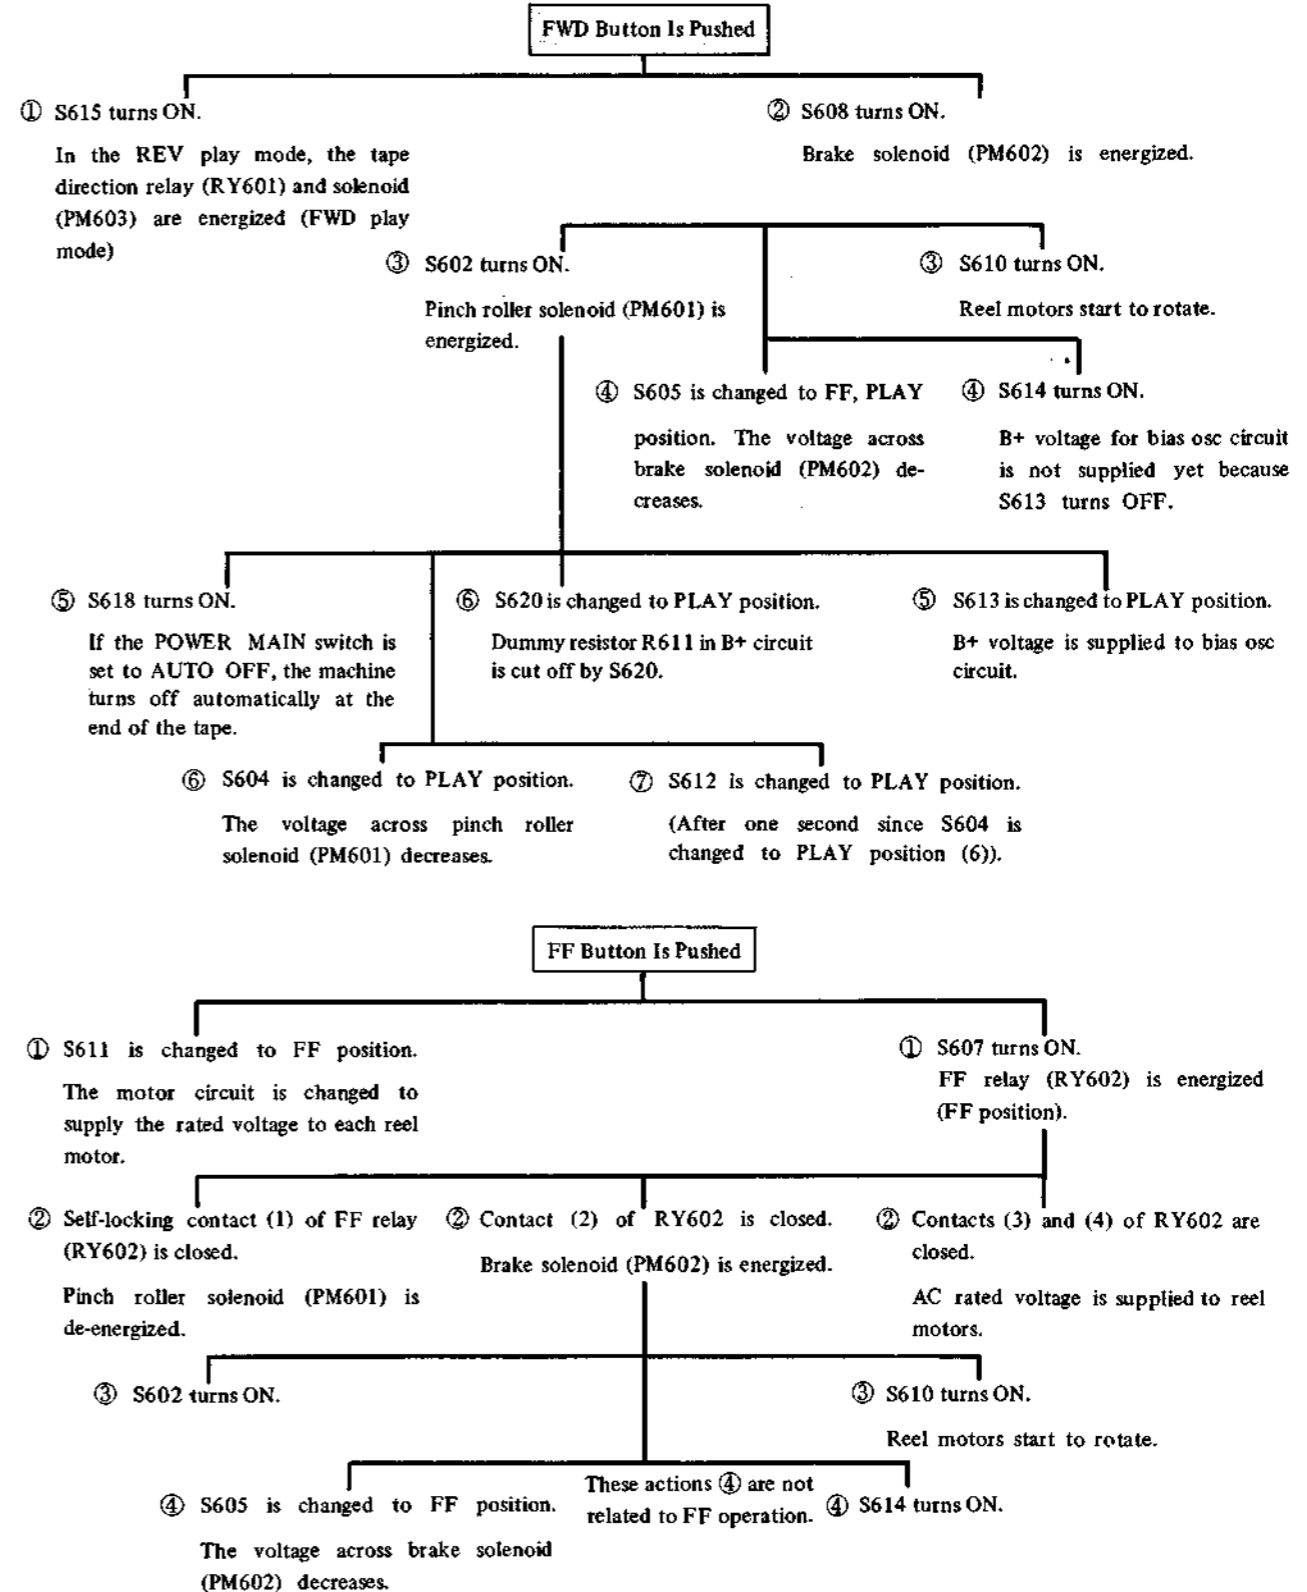 FWD Button Is Pushed
① S615 turns ON.
In the REV play mode, the tape
direction relay (RY601) and solenoid
(PM603) are energized (FWD play
mode)
② S608 turns ON.
Brake solenoid (PM602) is energized.
③ S602 turns ON.
Pinch roller solenoid (PM601) is
energized.
③ S610 turns ON.
Reel motors start to rotate.
④ S605 is changed to FF, PLAY
position. The voltage across
brake solenoid (PM602) de-
creases.
④ S614 turns ON.
B+ voltage for bias osc circuit
is not supplied yet because
S613 turns OFF.
⑤ S618 turns ON.
If the POWER MAIN switch is
set to AUTO OFF, the machine
turns off automatically at the
end of the tape.
⑥ S620 is changed to PLAY position.
Dummy resistor R611 in B+ circuit
is cut off by S620.
⑤ S613 is changed to PLAY position.
B+ voltage is supplied to bias osc
circuit.
⑥ S604 is changed to PLAY position.
The voltage across pinch roller
solenoid (PM601) decreases.
⑦ S612 is changed to PLAY position.
(After one second since S604 is
changed to PLAY position (6)).
FF Button Is Pushed
① S611 is changed to FF position.
The motor circuit is changed to
supply the rated voltage to each reel
motor.
① S607 turns ON.
FF relay (RY602) is energized
(FF position).
② Self-locking contact (1) of FF relay
(RY602) is closed.
Pinch roller solenoid (PM601) is
de-energized.
② Contact (2) of RY602 is closed.
Brake solenoid (PM602) is energized.
② Contacts (3) and (4) of RY602 are
closed.
AC rated voltage is supplied to reel
motors.
③ S602 turns ON.
③ S610 turns ON.
Reel motors start to rotate.
④ S605 is changed to FF position.
The voltage across brake solenoid
(PM602) decreases.
These actions ④ are not
related to FF operation.
④ S614 turns ON.